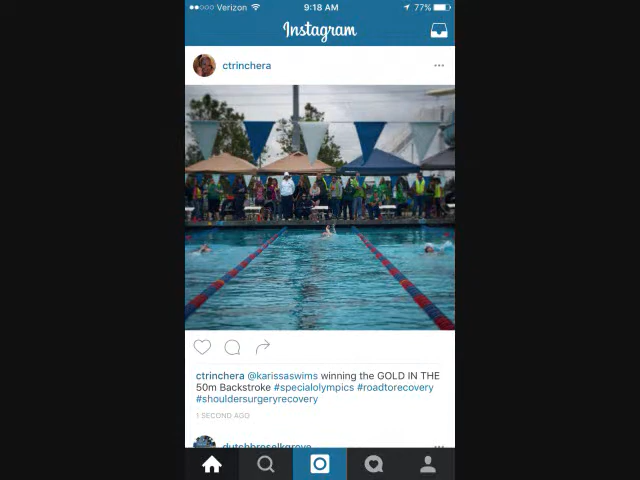 Verizon 9:18 AM 77%
Instagram
ctrinchera
ctrinchera @karissaswims winning the GOLD IN THE
50m Backstroke #specialolympics #roadtorecovery
#shouldersurgeryrecovery
1 SECOND AGO